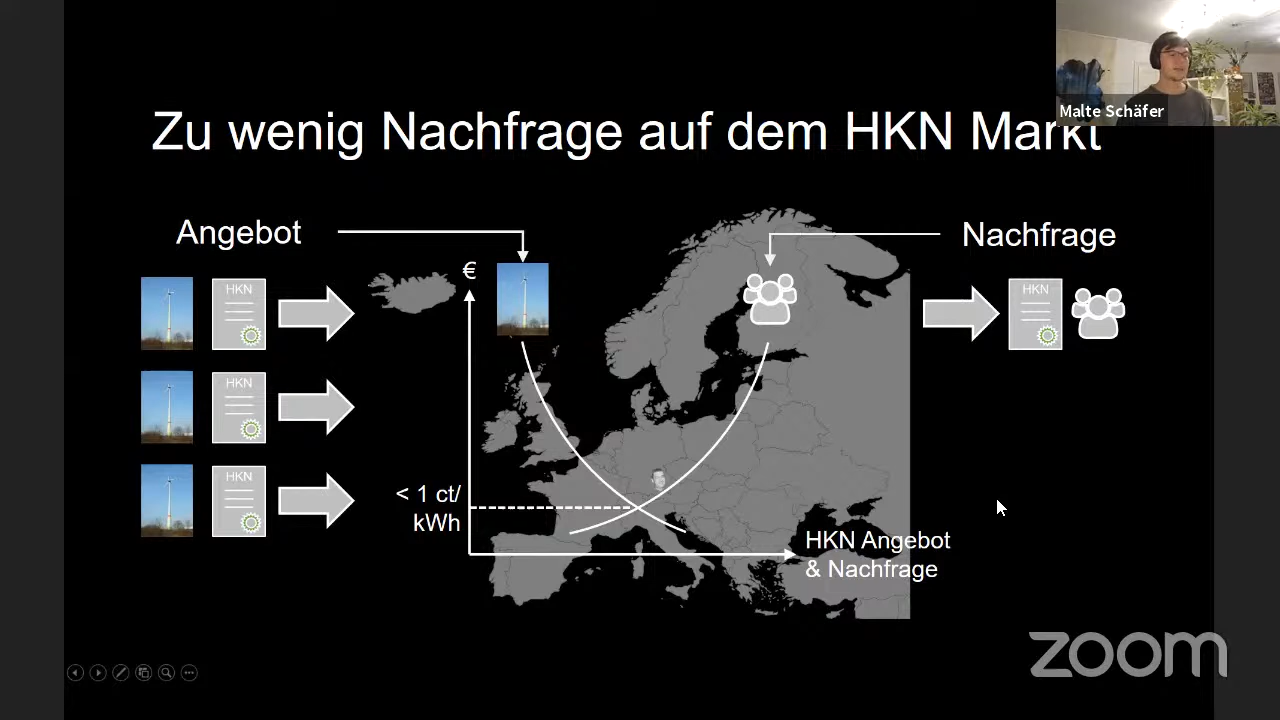 Malte Schäfer
Zu wenig Nachfrage auf dem HKN Markt
Angebot
Nachfrage
€
HKN
HKN
HKN
HKN
< 1 ct/
kWh
HKN Angebot
& Nachfrage
zoom